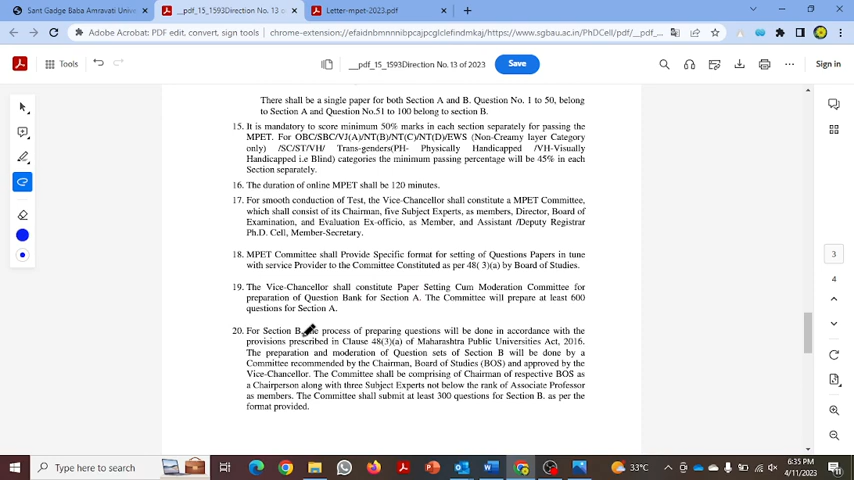 Sant Gadge Baba Amravati Unive
__pdf_15_1593Direction No. 13 of
Letter-mpet-2023.pdf
Adobe Acrobat: PDF edit, convert, sign tools
chrome-extension://efaidnbmnnnibpcajpcglclefindmkaj/https://www.sgbau.ac.in/PhDCell/pdf/__pdf_...
Tools
__pdf_15_1593Direction No.13 of 2023
Save
Sign in
There shall be a single paper for both Section A and B. Question No. 1 to 50, belong
to Section A and Question No.51 to 100 belong to section B.
15. It is mandatory to score minimum 50% marks in each section separately for passing the
MPET. For OBC/SBC/VJ(A)/NT(B)/NT(C)/NT(D)/EWS (Non-Creamy layer Category
only) /SC/ST/VH/ Trans-genders(PH- Physically Handicapped /VH-Visually
Handicapped i.e Blind) categories the minimum passing percentage will be 45% in each
Section separately.
16. The duration of online MPET shall be 120 minutes.
17. For smooth conduction of Test, the Vice-Chancellor shall constitute a MPET Committee,
which shall consist of its Chairman, five Subject Experts, as members, Director, Board of
Examination, and Evaluation Ex-officio, as Member, and Assistant /Deputy Registrar
Ph.D. Cell, Member-Secretary.
18. MPET Committee shall Provide Specific format for setting of Questions Papers in tune
with service Provider to the Committee Constituted as per 48( 3)(a) by Board of Studies.
19. The Vice-Chancellor shall constitute Paper Setting Cum Moderation Committee for
preparation of Question Bank for Section A. The Committee will prepare at least 600
questions for Section A.
20. For Section B, the process of preparing questions will be done in accordance with the
provisions prescribed in Clause 48(3)(a) of Maharashtra Public Universities Act, 2016.
The preparation and moderation of Question sets of Section B will be done by a
Committee recommended by the Chairman, Board of Studies (BOS) and approved by the
Vice-Chancellor. The Committee shall be comprising of Chairman of respective BOS as
a Chairperson along with three Subject Experts not below the rank of Associate Professor
as members. The Committee shall submit at least 300 questions for Section B. as per the
format provided.
3
4
Type here to search
33°C
6:35 PM
4/11/2023